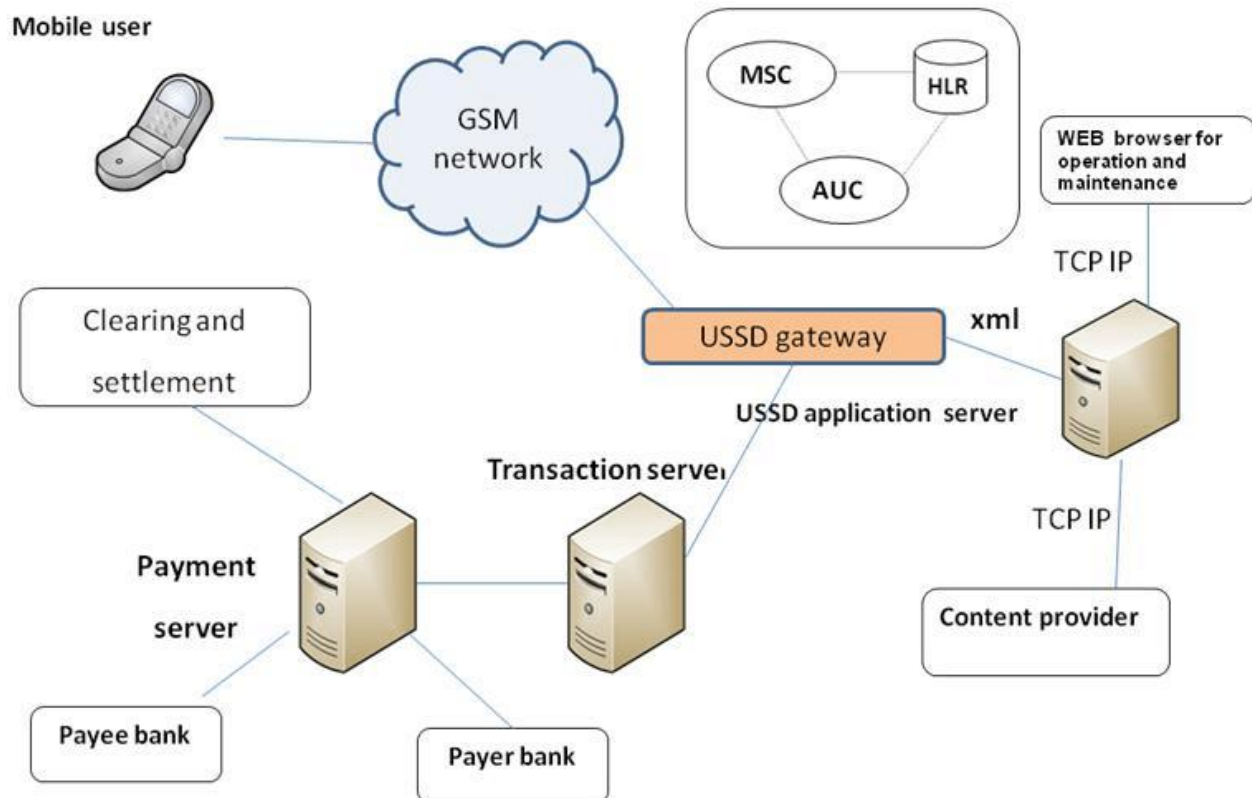 Mobile user
GSM
network
MSC
HLR
AUC
WEB browser for
operation and
maintenance
TCP IP
Clearing and
settlement
USSD gateway
xml
USSD application server
Transaction server
Payment
server
TCP IP
Content provider
Payee bank
Payer bank